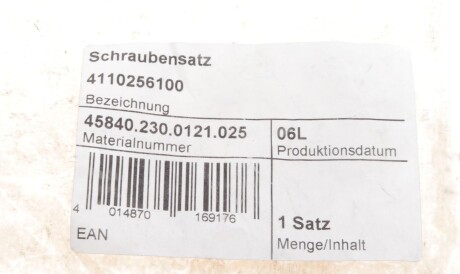 Schraubensatz
4110256100
Bezeichnung
45840.230.0121.025
Materialnummer
06L
Produktionsdatum
4 014870 169176
EAN
1 Satz
Menge/Inhalt